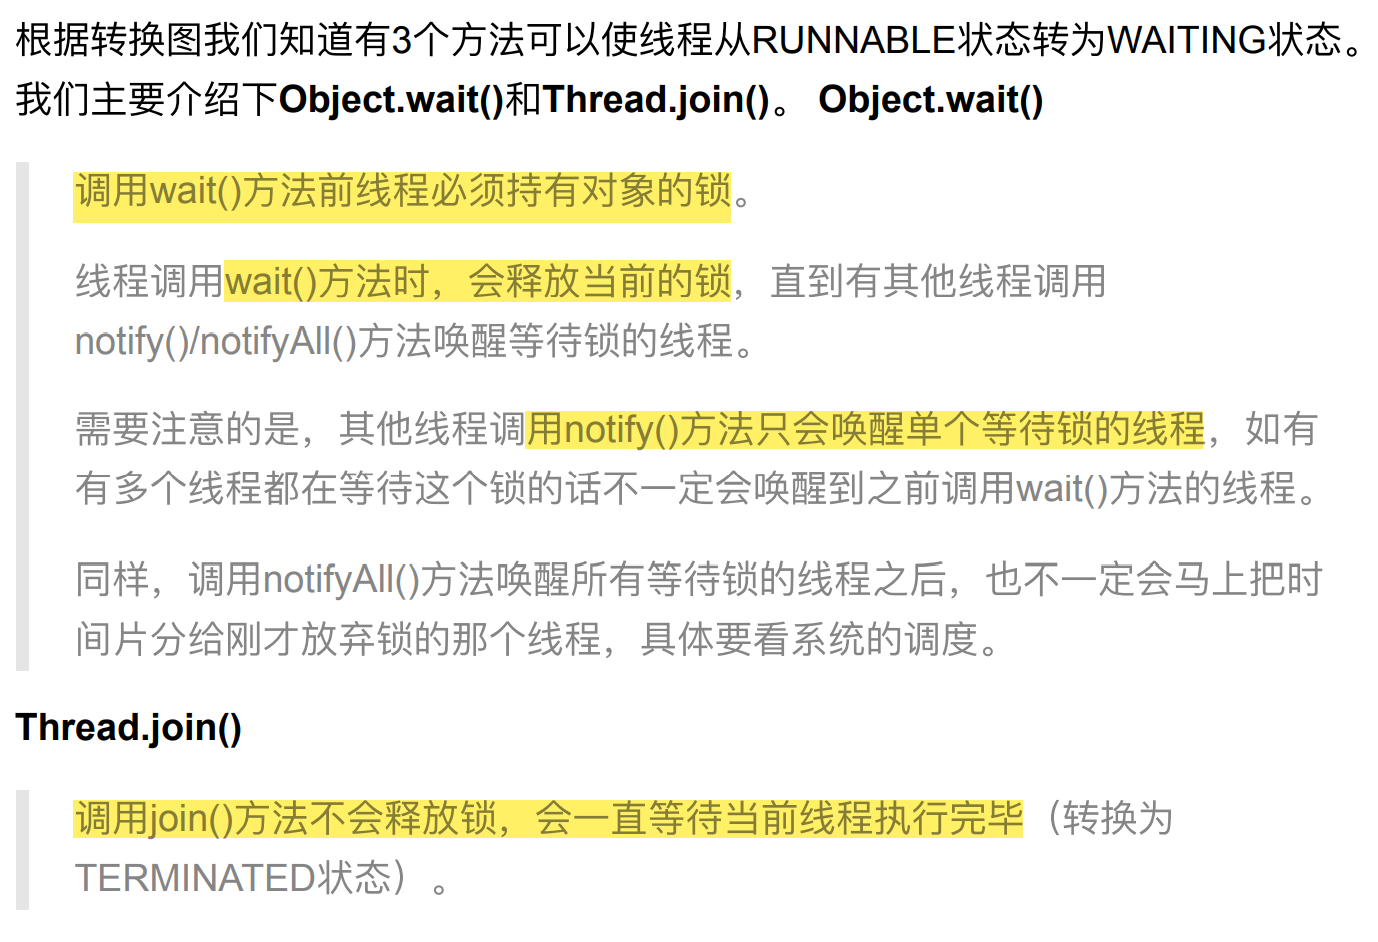 根据转换图我们知道有3个方法可以使线程从RUNNABLE状态转为WAITING状态。
我们主要介绍下Object.wait()和Thread.join()。 Object.wait()
调用wait()方法前线程必须持有对象的锁。
线程调用wait()方法时，会释放当前的锁，直到有其他线程调用
notify()/notifyAll()方法唤醒等待锁的线程。
需要注意的是，其他线程调用notify()方法只会唤醒单个等待锁的线程，如有
有多个线程都在等待这个锁的话不一定会唤醒到之前调用wait()方法的线程。
同样，调用notifyAll()方法唤醒所有等待锁的线程之后，也不一定会马上把时
间片分给刚才放弃锁的那个线程，具体要看系统的调度。
Thread.join()
调用join()方法不会释放锁，会一直等待当前线程执行完毕（转换为
TERMINATED状态）。